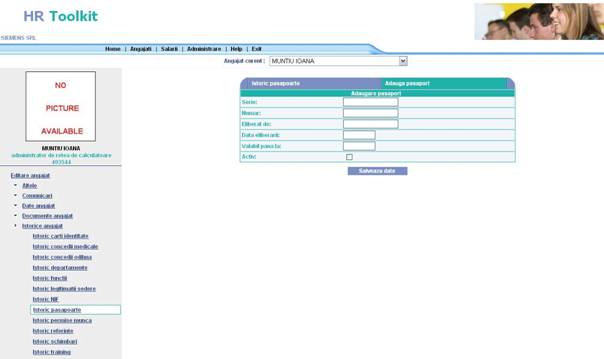 HR Toolkit
SIEMENS SRL
Home | Angajati | Salarii | Administrare | Help | Exit
Angajat curent : MUNTIU IOANA
NO
PICTURE
AVAILABLE
MUNTIU IOANA
administrator de retea de calculatoare
493544
Istoric pasapoarte
Adauga pasaport
Adaugare pasaport
Serie:
Numar:
Eliberat de:
Data eliberarii:
Valabil pana la:
Activ:
Salveaza date
Editare angajat
Altele
Comunicari
Date angajat
Documente angajat
Istorice angajat
Istoric carti identitate
Istoric concedii medicale
Istoric concedii odihna
Istoric departamente
Istoric functii
Istoric legitimatii sedere
Istoric NIF
Istoric pasapoarte
Istoric permise munca
Istoric referinte
Istoric schimbari
Istoric training